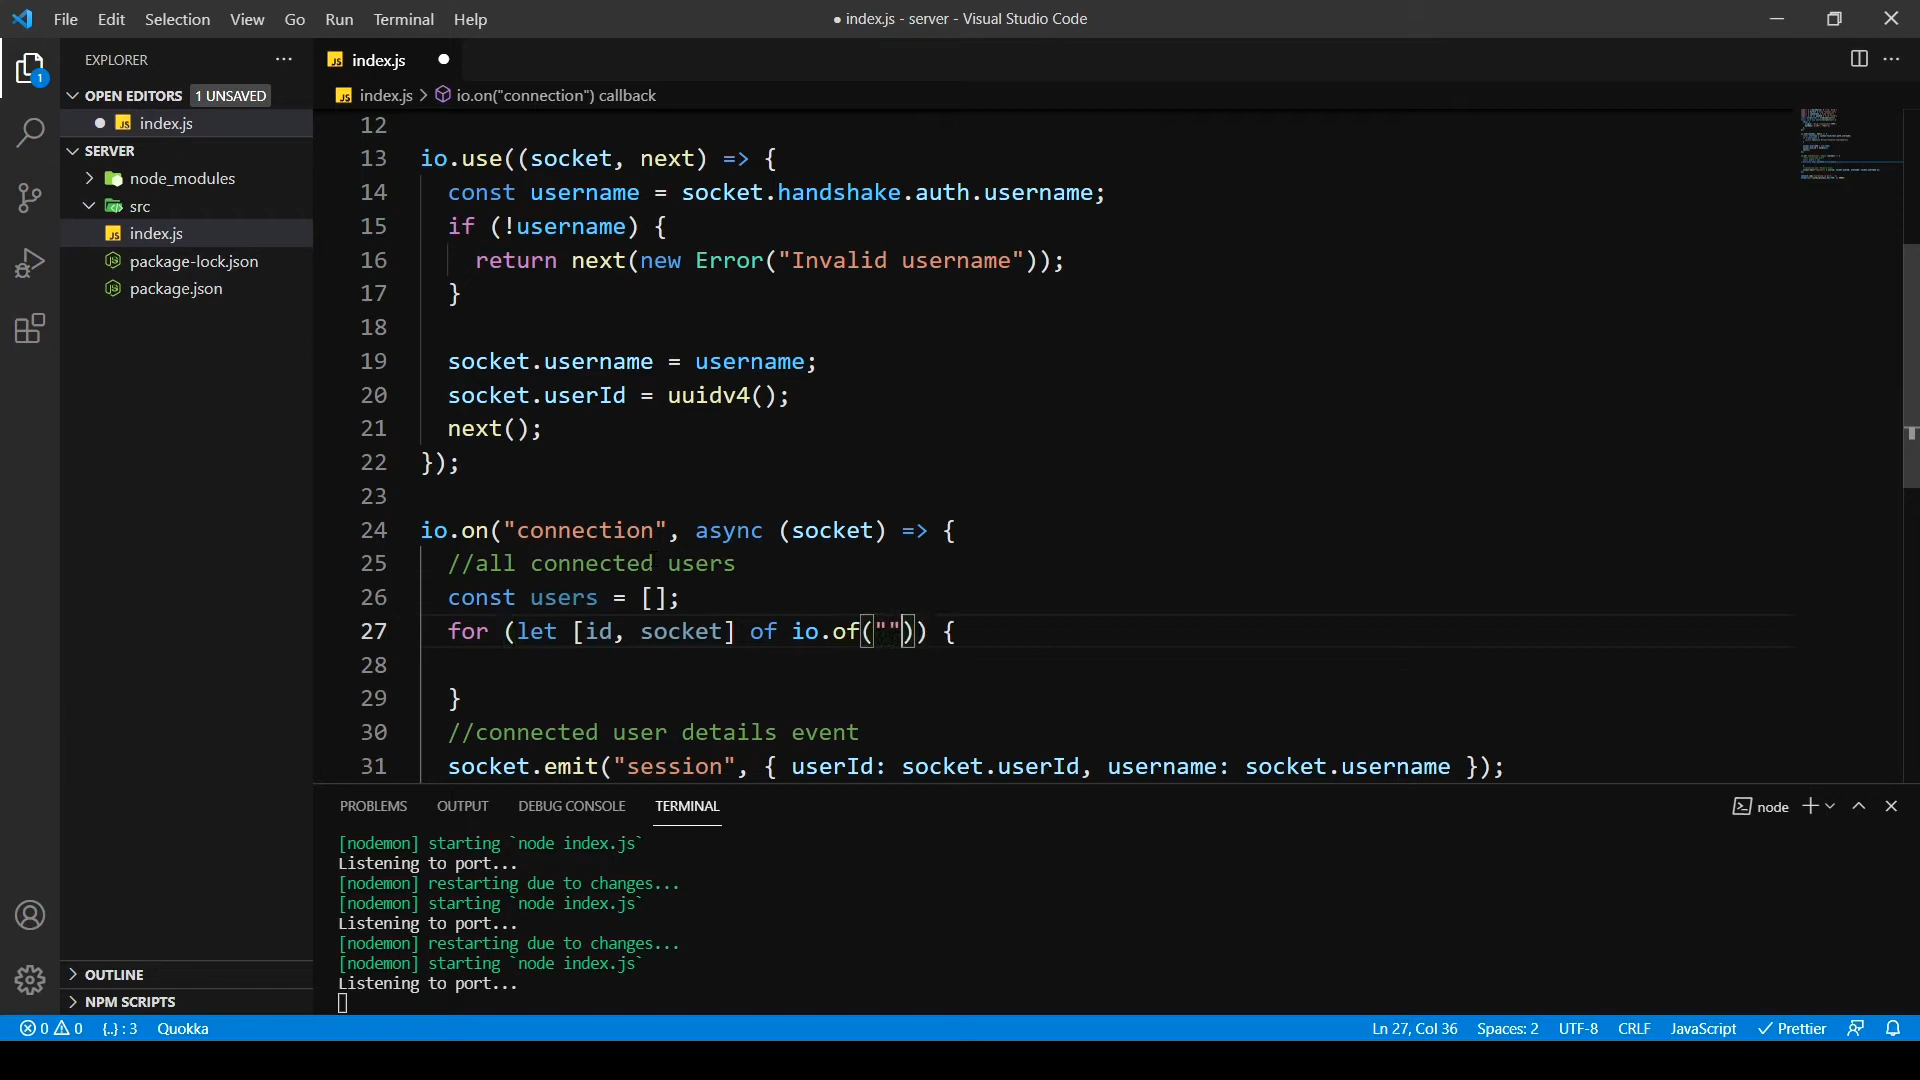 File Edit Selection View Go Run Terminal Help
● index.js - server - Visual Studio Code
EXPLORER
JS index.js
1
OPEN EDITORS 1 UNSAVED
JS index.js > io.on("connection") callback
JS index.js
SERVER
node_modules
src
JS index.js
package-lock.json
package.json
12
13 io.use((socket, next) => {
14 const username = socket.handshake.auth.username;
15 if (!username) {
16 return next(new Error("Invalid username"));
17 }
18
19 socket.username = username;
20 socket.userId = uuidv4();
21 next();
22 });
23
24 io.on("connection", async (socket) => {
25 //all connected users
26 const users = [];
27 for (let [id, socket] of io.of("")) {
28
29 }
30 //connected user details event
31 socket.emit("session", { userId: socket.userId, username: socket.username });
PROBLEMS OUTPUT DEBUG CONSOLE TERMINAL
node
[nodemon] starting `node index.js`
Listening to port...
[nodemon] restarting due to changes...
[nodemon] starting `node index.js`
Listening to port...
[nodemon] restarting due to changes...
[nodemon] starting `node index.js`
Listening to port...
OUTLINE
NPM SCRIPTS
0 0 {..} : 3 Quokka
Ln 27, Col 36 Spaces: 2 UTF-8 CRLF JavaScript Prettier